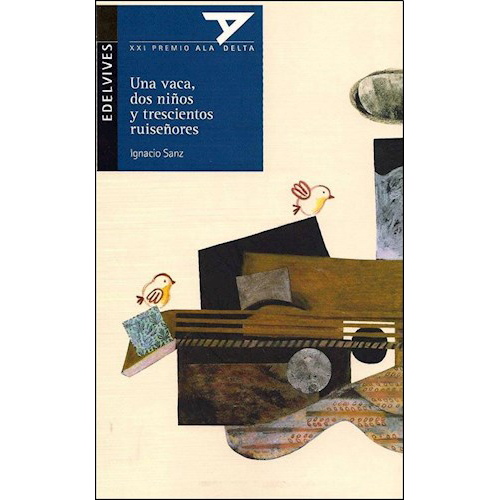 XXI PREMIO ALA DELTA
EDELVIVES
Una vaca,
dos niños
y trescientos
ruiseñores
Ignacio Sanz